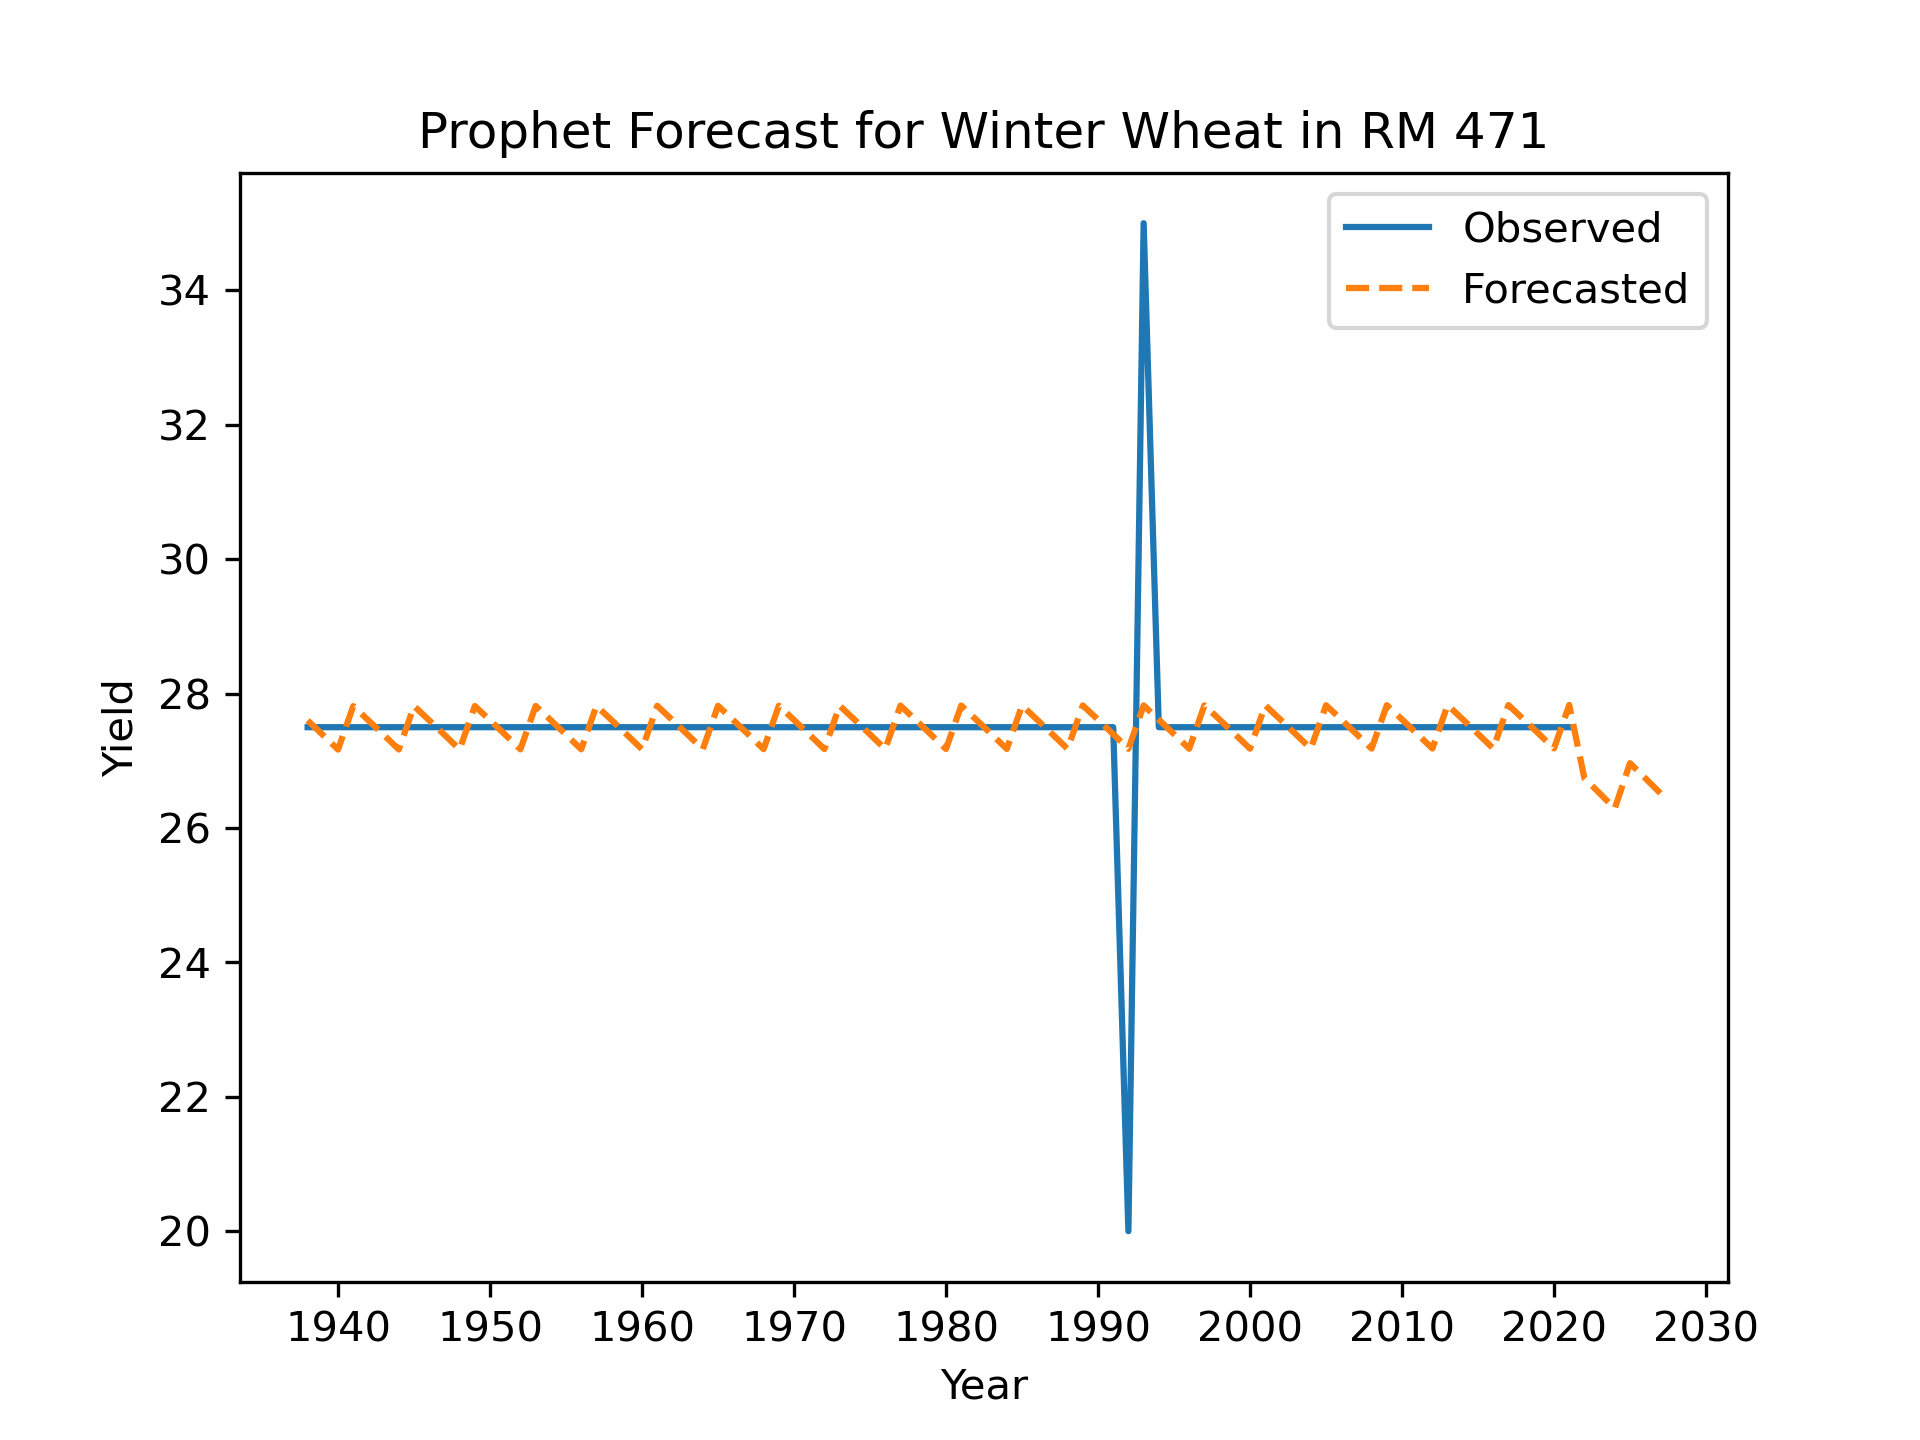 Prophet Forecast for Winter Wheat in RM 471
Observed
Forecasted
34
32
30
28
26
24
22
20
Yield
1940 1950 1960 1970 1980 1990 2000 2010 2020 2030
Year